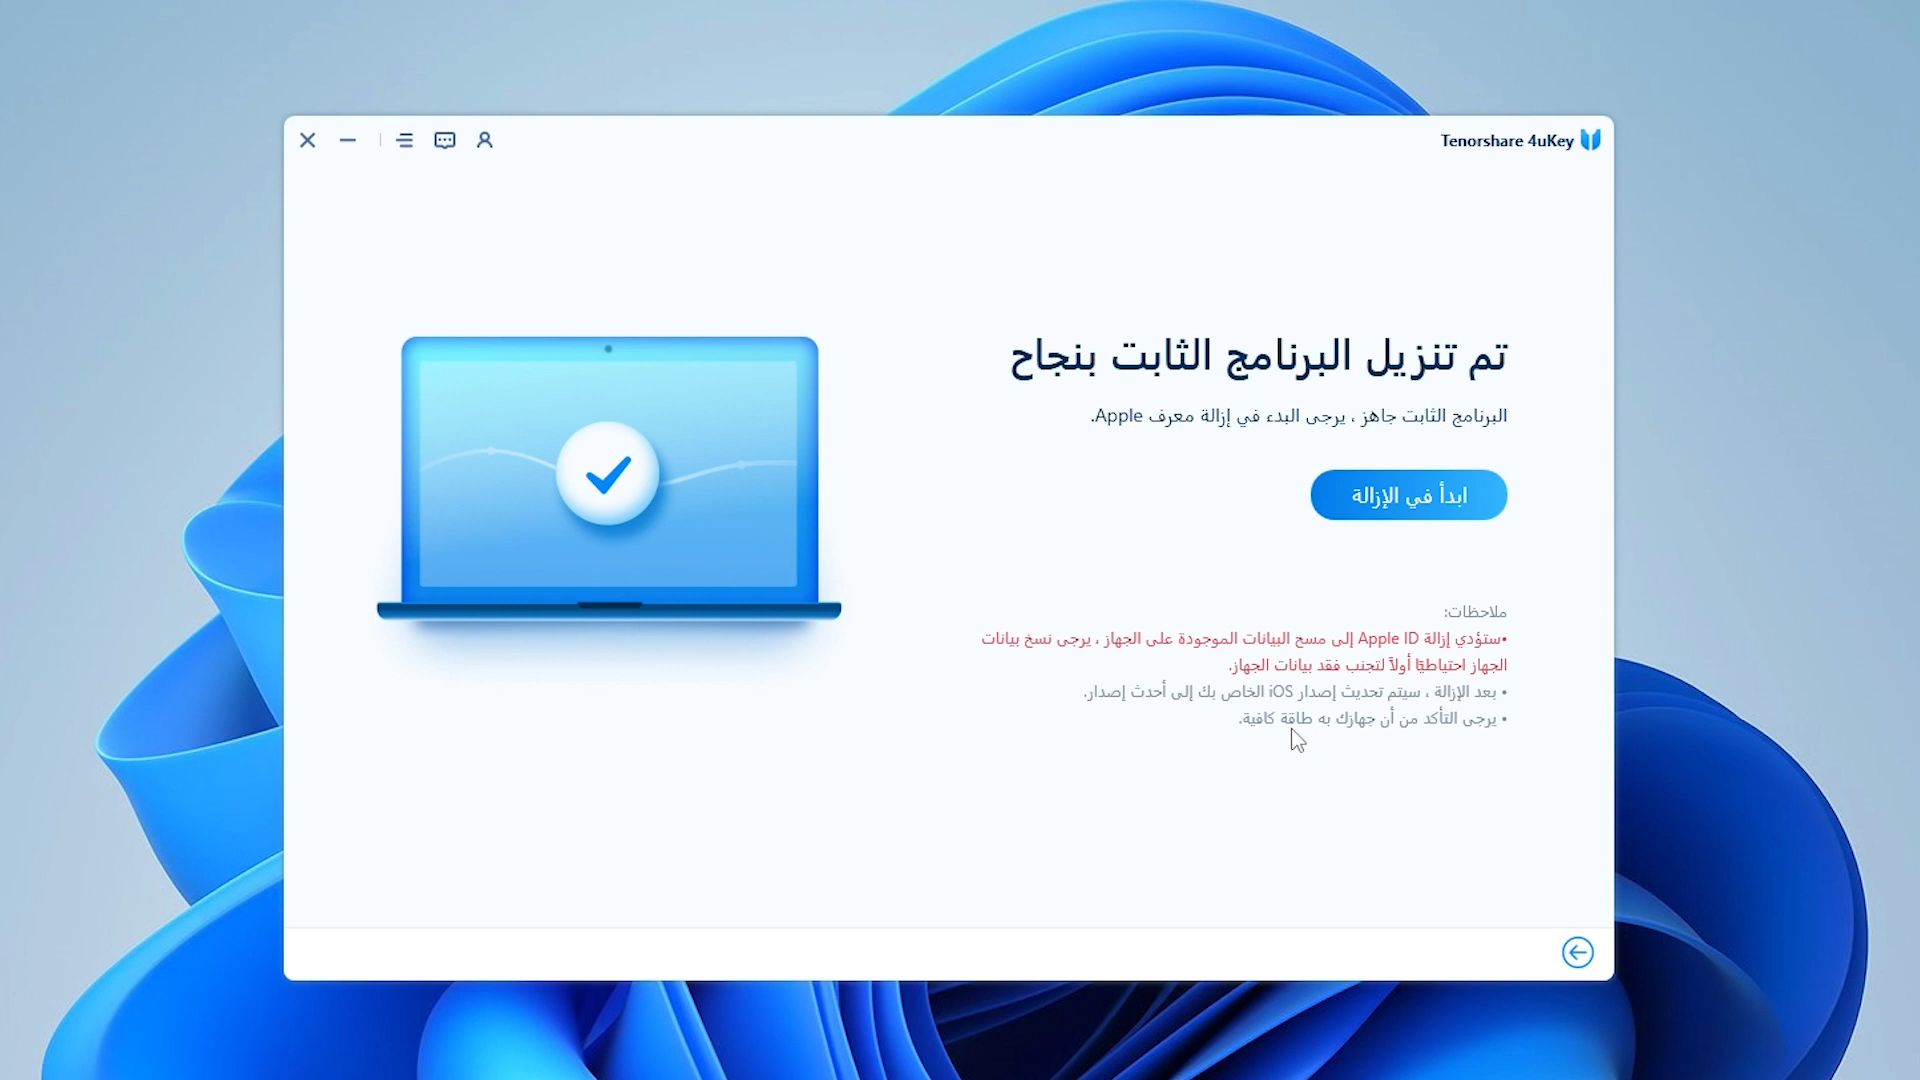 Tenorshare 4uKey
تم تنزيل البرنامج الثابت بنجاح
البرنامج الثابت جاهز ، يرجى البدء في إزالة معرف Apple.
ابدأ في الإزالة
ملاحظات:
•ستؤدي إزالة Apple ID إلى مسح البيانات الموجودة على الجهاز ، يرجى نسخ بيانات
الجهاز احتياطيًا أولاً لتجنب فقد بيانات الجهاز.
• بعد الإزالة ، سيتم تحديث إصدار iOS الخاص بك إلى أحدث إصدار.
• يرجى التأكد من أن جهازك به طاقة كافية.